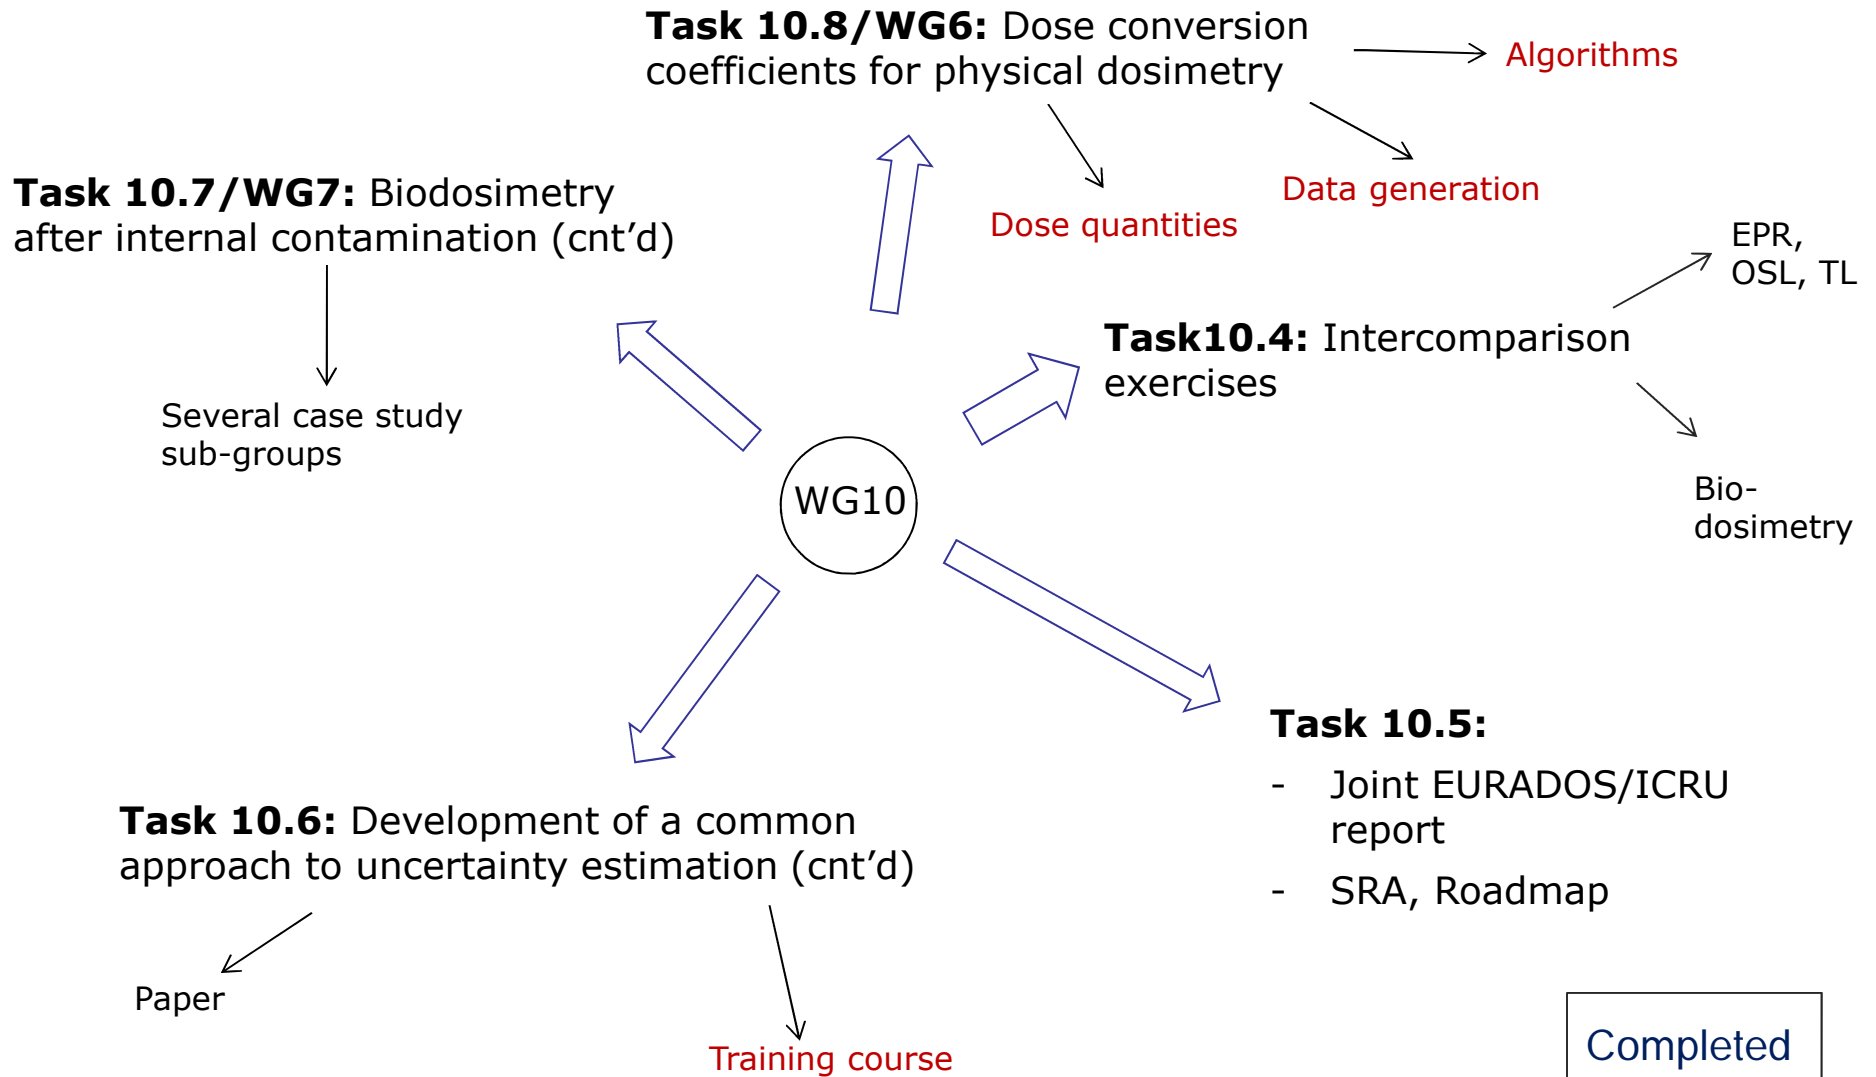 Task 10.8/WG6: Dose conversion
coefficients for physical dosimetry
Algorithms
Data generation
Dose quantities
Task 10.7/WG7: Biodosimetry
after internal contamination (cnt’d)
Several case study
sub-groups
EPR,
OSL, TL
Task10.4: Intercomparison
exercises
Bio-
dosimetry
WG10
Task 10.5:
- Joint EURADOS/ICRU
report
- SRA, Roadmap
Task 10.6: Development of a common
approach to uncertainty estimation (cnt’d)
Paper
Training course
Completed